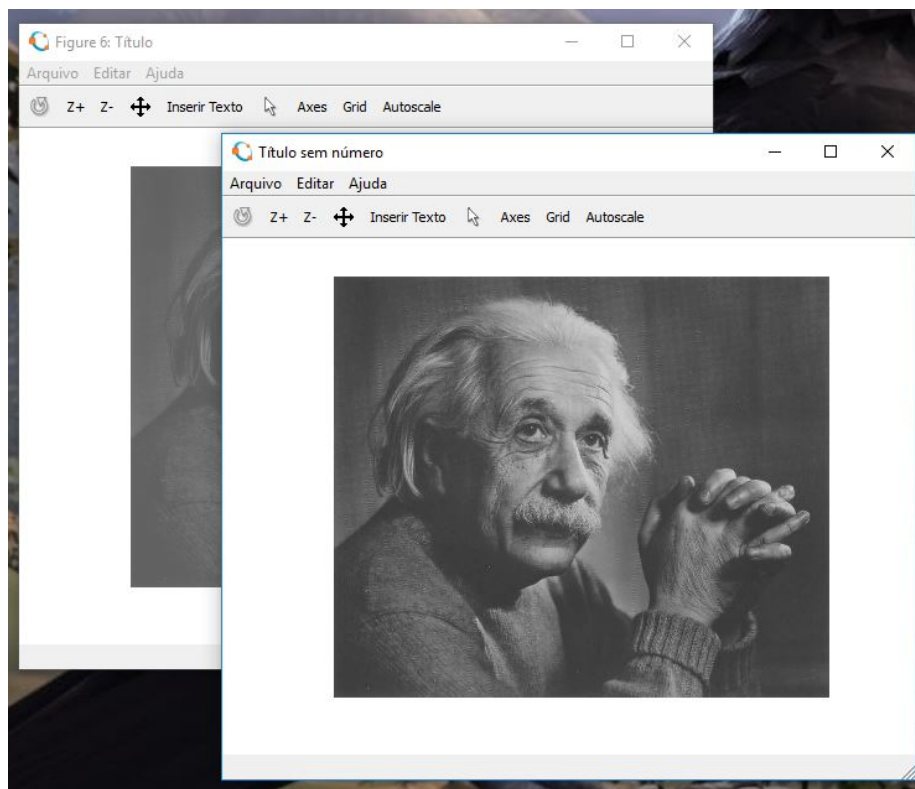 Figure 6: Título
Arquivo Editar Ajuda
Z+ Z- Inserir Texto Axes Grid Autoscale
Título sem número
Arquivo Editar Ajuda
Z+ Z- Inserir Texto Axes Grid Autoscale